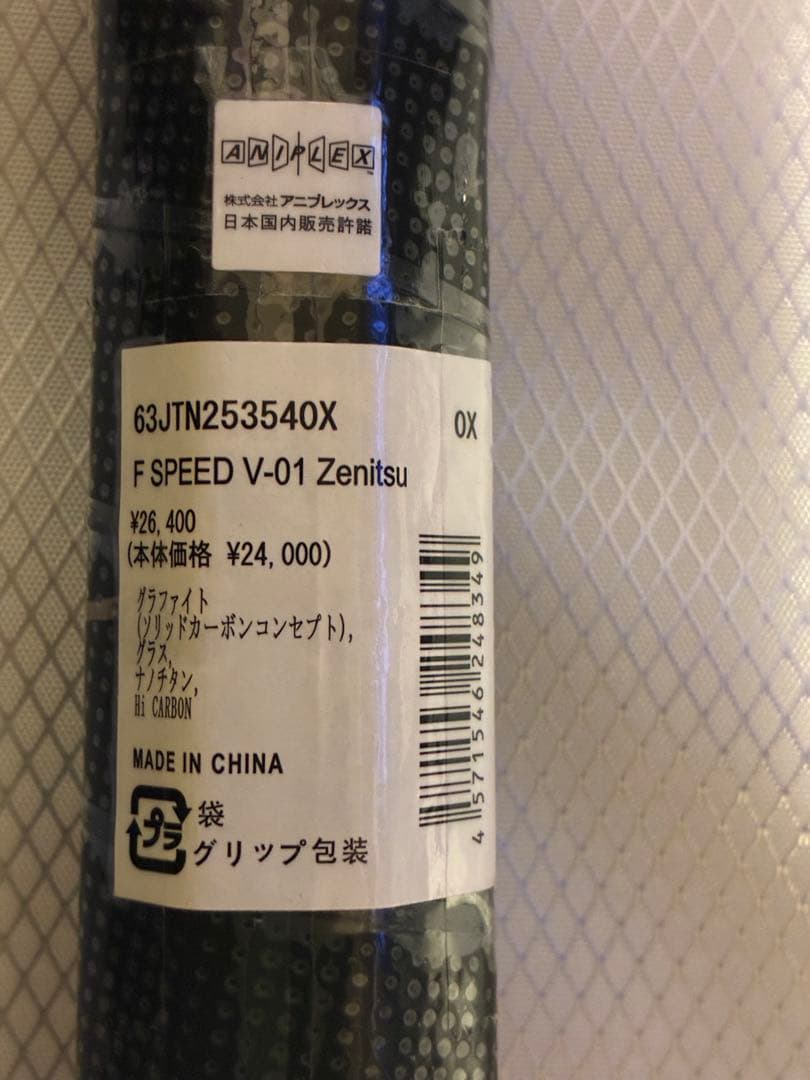 ANIPLEX
株式会社 アニプレックス
日本国内販売許諾
63JTN253540X
0X
F SPEED V-01 Zenitsu
¥26,400
(本体価格 ¥24,000)
グラファイト
(ソリッドカーボンコンセプト),
グラス,
ナノチタン,
Hi CARBON
MADE IN CHINA
プラ
袋
グリップ包装
4571546248349